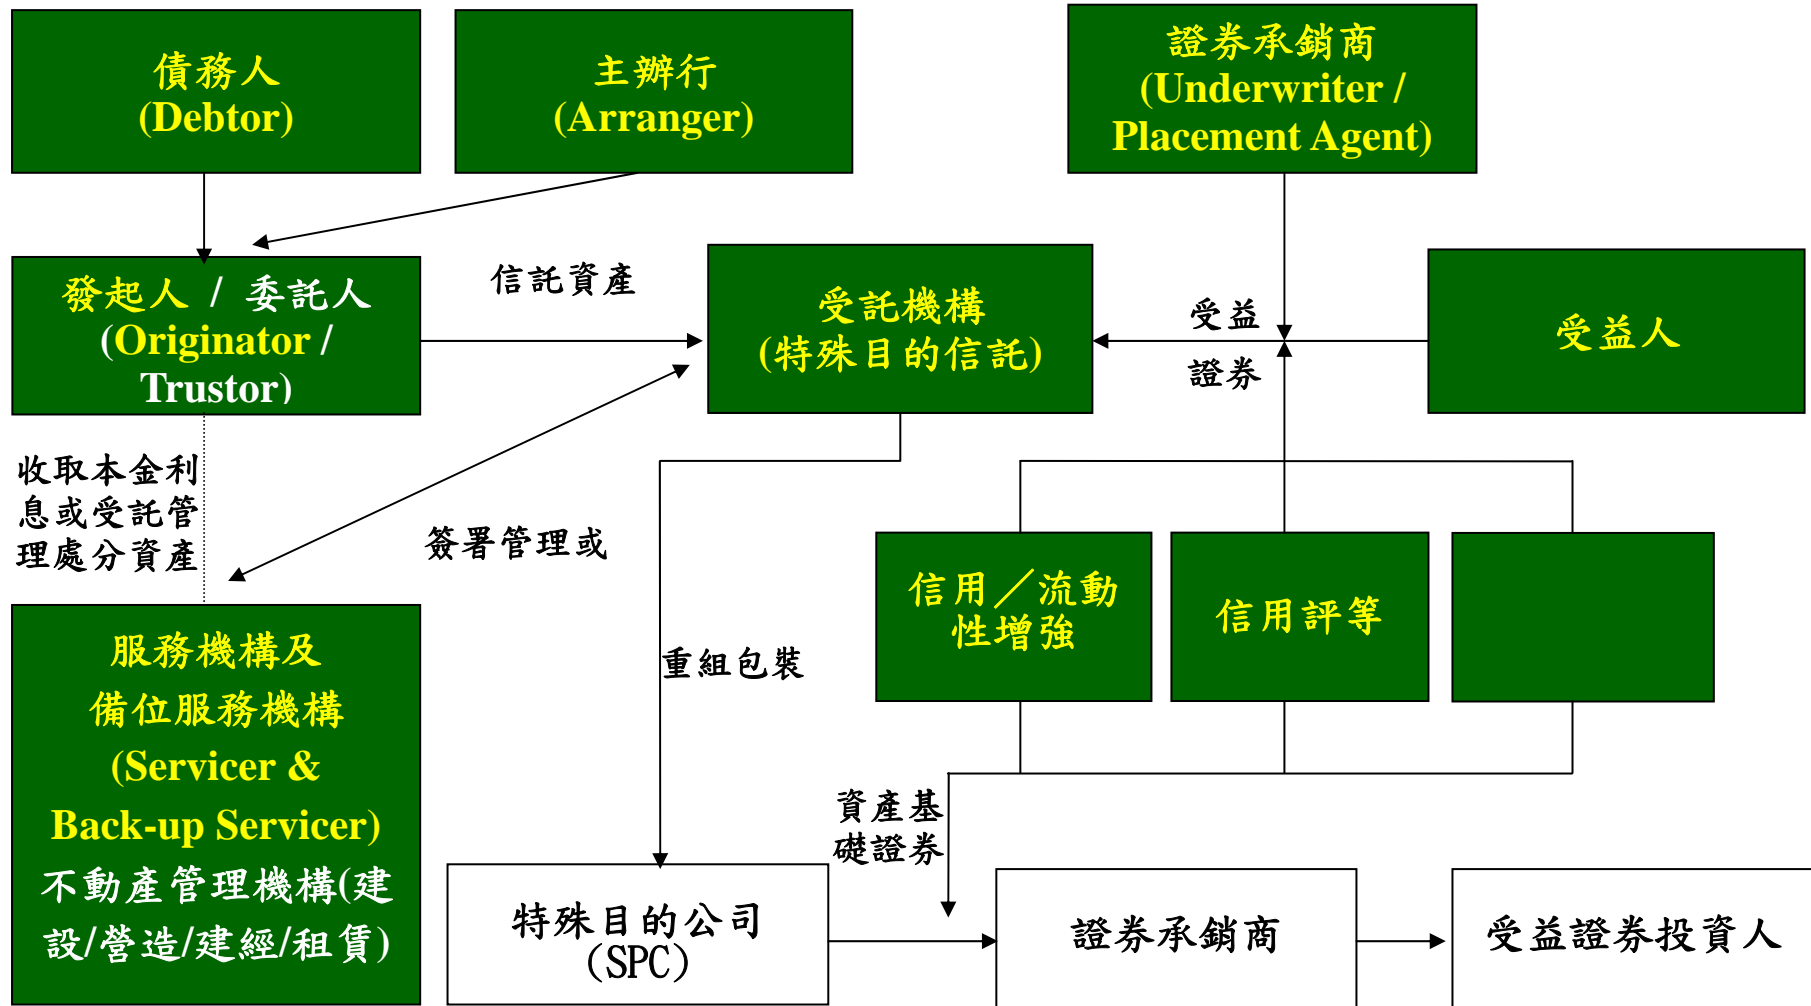 債務人
(Debtor)
主辦行
(Arranger)
證券承銷商
(Underwriter /
Placement Agent)
發起人 / 委託人
(Originator /
Trustor)
信託資產
受託機構
(特殊目的信託)
受益
證券
受益人
收取本金利
息或受託管
理處分資產
簽署管理或
重組包裝
信用／流動
性增強
信用評等
服務機構及
備位服務機構
(Servicer &
Back-up Servicer)
不動產管理機構(建
設/營造/建經/租賃)
資產基
礎證券
特殊目的公司
(SPC)
證券承銷商
受益證券投資人